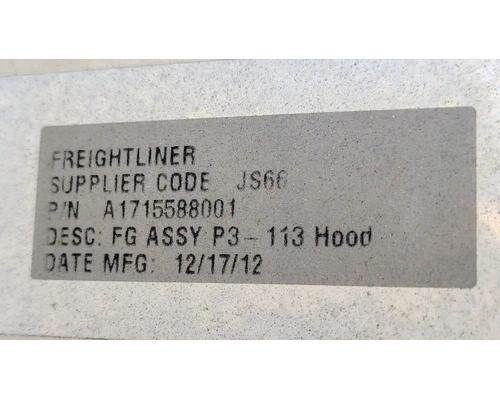 FREIGHTLINER
SUPPLIER CODE JS66
P/N A1715588001
DESC: FG ASSY P3-113 Hood
DATE MFG: 12/17/12